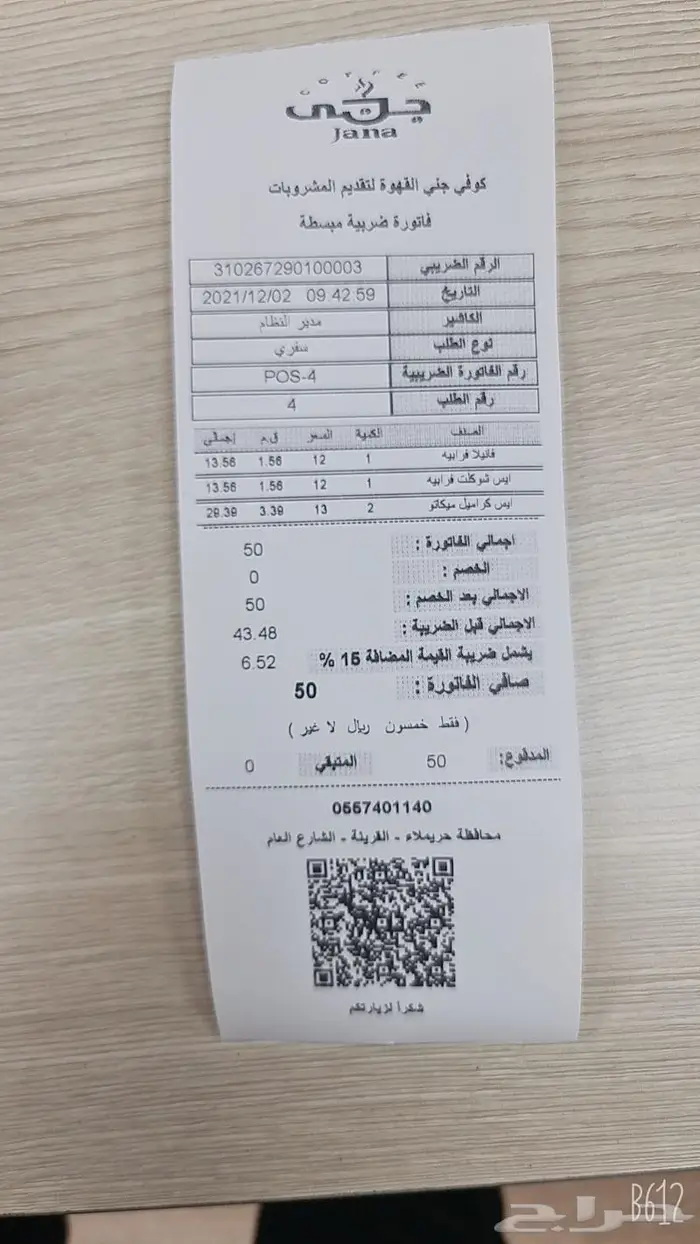 جنى
Jana
كوفي جني القهوة لتقديم المشروبات
فاتورة ضريبية مبسطة
الرقم الضريبي 310267290100003
التاريخ 2021/12/02 09:42:59
الكاشير مدير النظام
نوع الطلب سفري
رقم الفاتورة الضريبية POS-4
رقم الطلب 4
الصنف الكمية السعر ق.م إجمالي
فانيلا فرابيه 1 12 1.56 13.56
ايس شوكلت فرابيه 1 12 1.56 13.56
ايس كراميل ميكاتو 2 13 3.39 29.39
اجمالي الفاتورة : 50
الخصم : 0
الاجمالي بعد الخصم : 50
الاجمالي قبل الضريبة : 43.48
يشمل ضريبة القيمة المضافة 15 % 6.52
صافي الفاتورة : 50
( فقط خمسون ريال لا غير )
المدفوع: 50 المتبقي 0
0557401140
محافظة حريملاء - القرينة - الشارع العام
شكراً لزيارتكم
حراج
B612